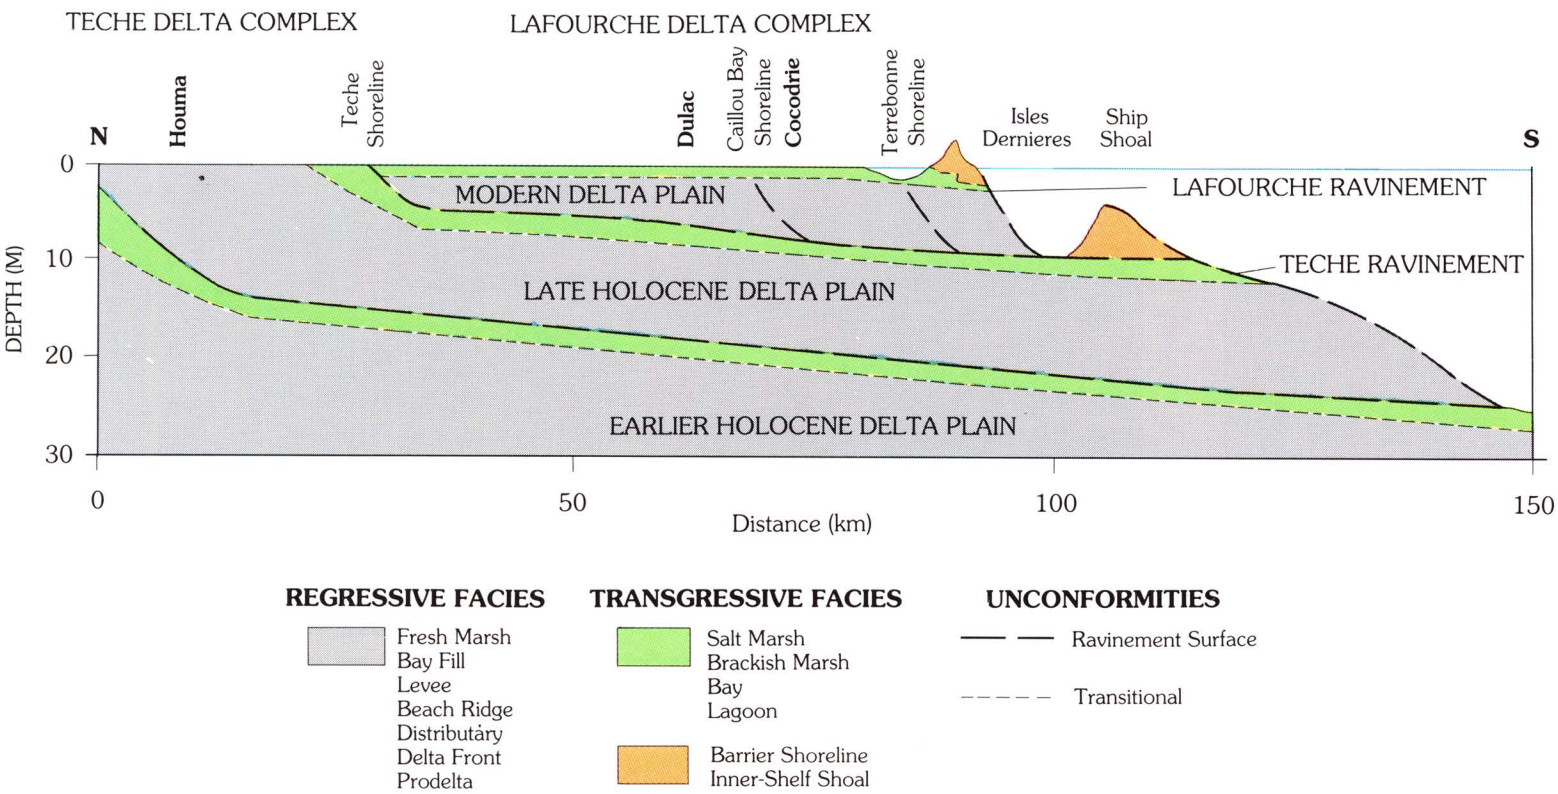 TECHE DELTA COMPLEX
LAFOURCHE DELTA COMPLEX
N
Houma
Teche
Shoreline
Dulac
Caillou Bay
Shoreline
Cocodrie
Terrebonne
Shoreline
Isles
Dernieres
Ship
Shoal
S
0
10
20
30
DEPTH (M)
MODERN DELTA PLAIN
LAFOURCHE RAVINEMENT
TECHE RAVINEMENT
LATE HOLOCENE DELTA PLAIN
EARLIER HOLOCENE DELTA PLAIN
0
50
100
150
Distance (km)
REGRESSIVE FACIES
Fresh Marsh
Bay Fill
Levee
Beach Ridge
Distributary
Delta Front
Prodelta
TRANSGRESSIVE FACIES
Salt Marsh
Brackish Marsh
Bay
Lagoon
Barrier Shoreline
Inner-Shelf Shoal
UNCONFORMITIES
Ravinement Surface
Transitional